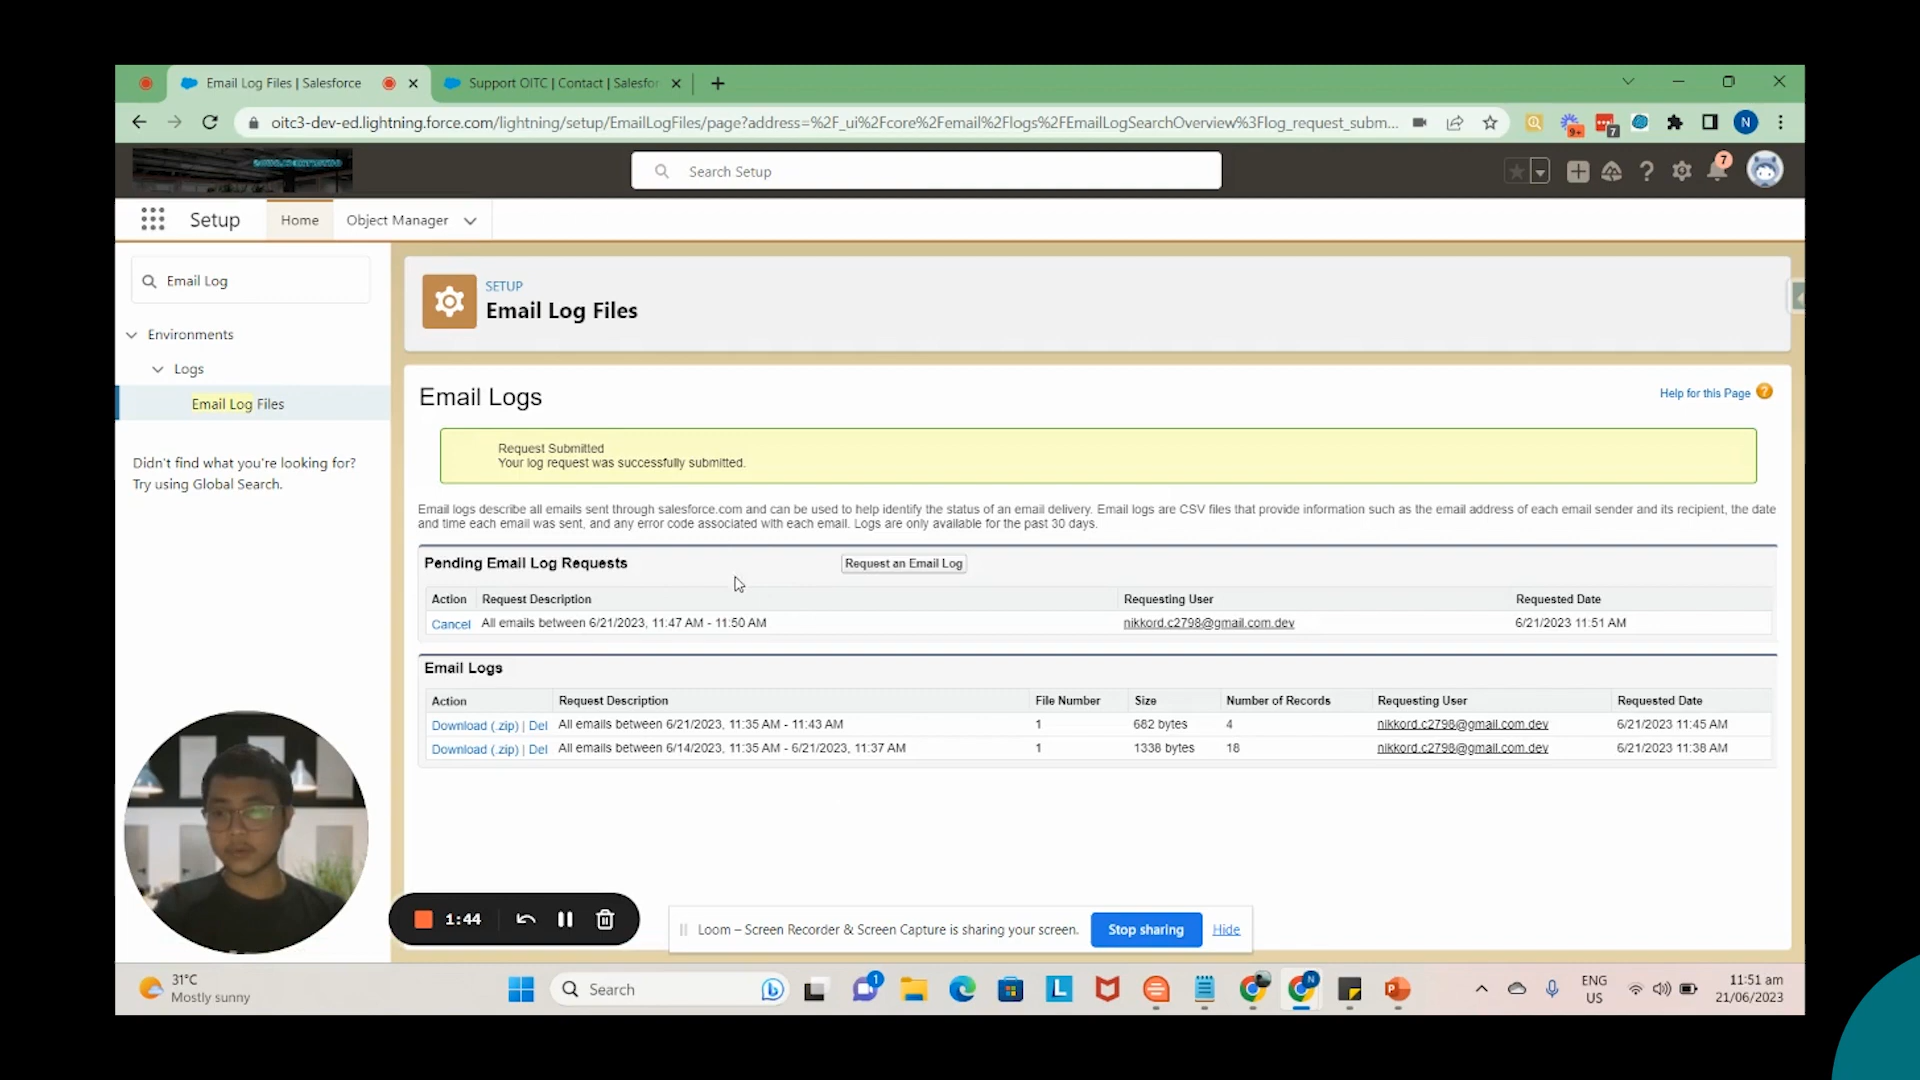 Email Log Files | Salesforce
Support OITC | Contact | Salesfor
oitc3-dev-ed.lightning.force.com/lightning/setup/EmailLogFiles/page?address=%2F_ui%2Fcore%2Femail%2Flogs%2FEmailLogSearchOverview%3Flog_request_subm...
9+
7
N
Search Setup
7
Setup
Home
Object Manager
Email Log
Environments
Logs
Email Log Files
Didn't find what you're looking for?
Try using Global Search.
SETUP
Email Log Files
Email Logs
Help for this Page
Request Submitted
Your log request was successfully submitted.
Email logs describe all emails sent through salesforce.com and can be used to help identify the status of an email delivery. Email logs are CSV files that provide information such as the email address of each email sender and its recipient, the date
and time each email was sent, and any error code associated with each email. Logs are only available for the past 30 days.
Pending Email Log Requests
Request an Email Log
Action Request Description Requesting User Requested Date
Cancel All emails between 6/21/2023, 11:47 AM - 11:50 AM nikkord.c2798@gmail.com.dev 6/21/2023 11:51 AM
Email Logs
Action Request Description File Number Size Number of Records Requesting User Requested Date
Download (.zip) | Del All emails between 6/21/2023, 11:35 AM - 11:43 AM 1 682 bytes 4 nikkord.c2798@gmail.com.dev 6/21/2023 11:45 AM
Download (.zip) | Del All emails between 6/14/2023, 11:35 AM - 6/21/2023, 11:37 AM 1 1338 bytes 18 nikkord.c2798@gmail.com.dev 6/21/2023 11:38 AM
1:44
Loom – Screen Recorder & Screen Capture is sharing your screen.
Stop sharing
Hide
31°C
Mostly sunny
Search
1
N
ENG
US
11:51 am
21/06/2023